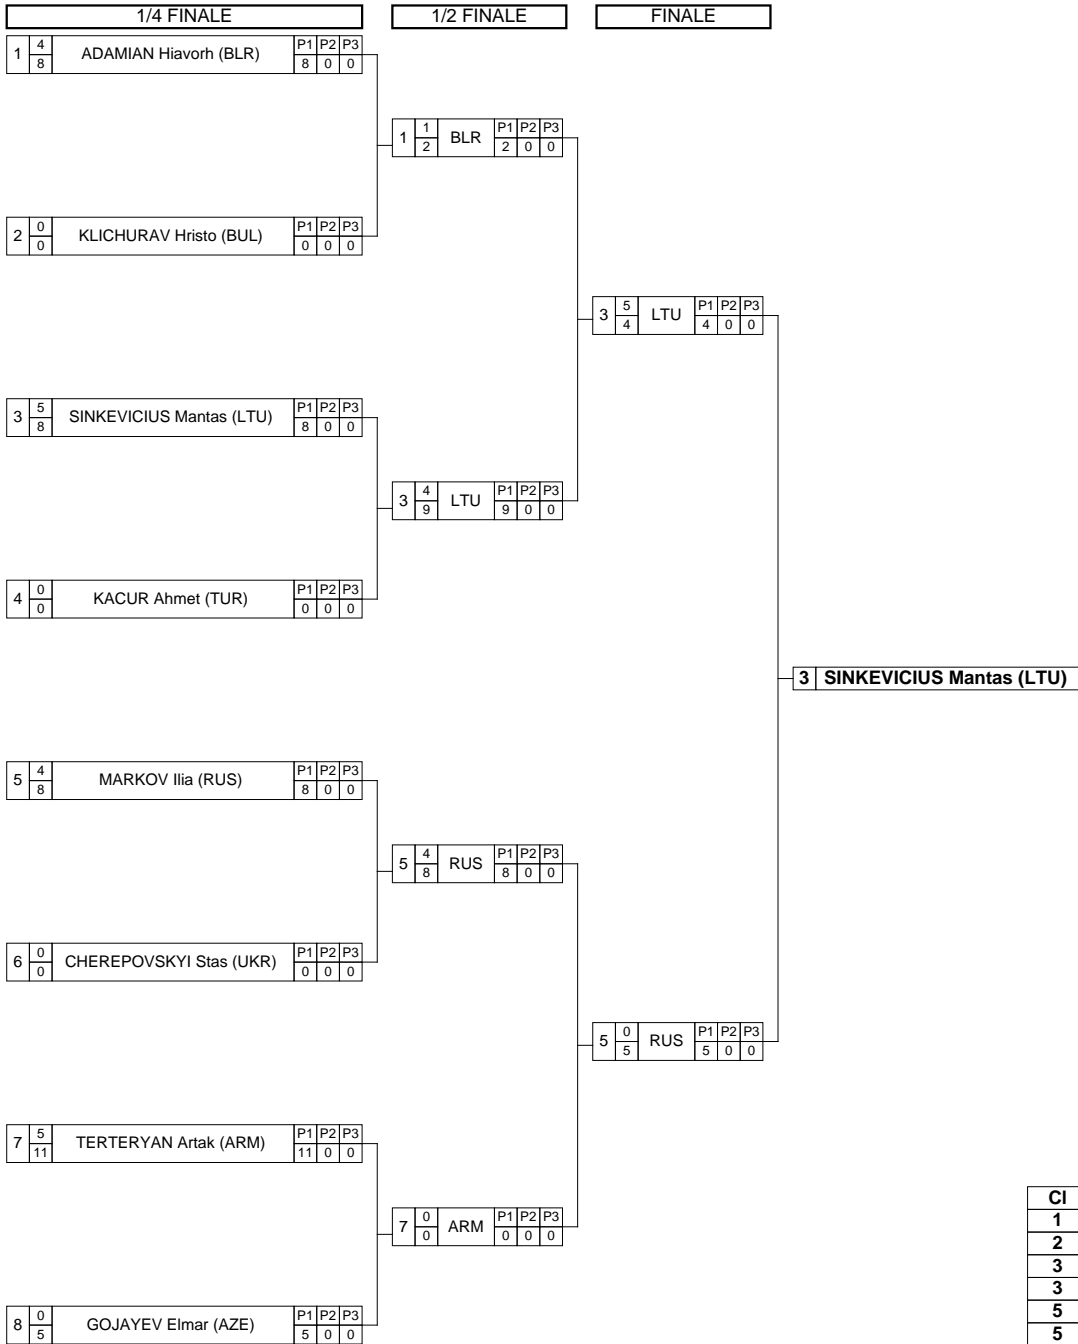 1/4 FINALE 1/2 FINALE FINALE
1 4 8 ADAMIAN Hiavorh (BLR) P1 P2 P3 8 0 0
1 1 2 BLR P1 P2 P3 2 0 0
2 0 0 KLICHURAV Hristo (BUL) P1 P2 P3 0 0 0
3 5 4 LTU P1 P2 P3 4 0 0
3 5 8 SINKEVICIUS Mantas (LTU) P1 P2 P3 8 0 0
3 4 9 LTU P1 P2 P3 9 0 0
4 0 0 KACUR Ahmet (TUR) P1 P2 P3 0 0 0
3 SINKEVICIUS Mantas (LTU)
5 4 8 MARKOV Ilia (RUS) P1 P2 P3 8 0 0
5 4 8 RUS P1 P2 P3 8 0 0
6 0 0 CHEREPOVSKYI Stas (UKR) P1 P2 P3 0 0 0
5 0 5 RUS P1 P2 P3 5 0 0
7 5 11 TERTERYAN Artak (ARM) P1 P2 P3 11 0 0
7 0 0 ARM P1 P2 P3 0 0 0
8 0 5 GOJAYEV Elmar (AZE) P1 P2 P3 5 0 0
Cl
1
2
3
3
5
5